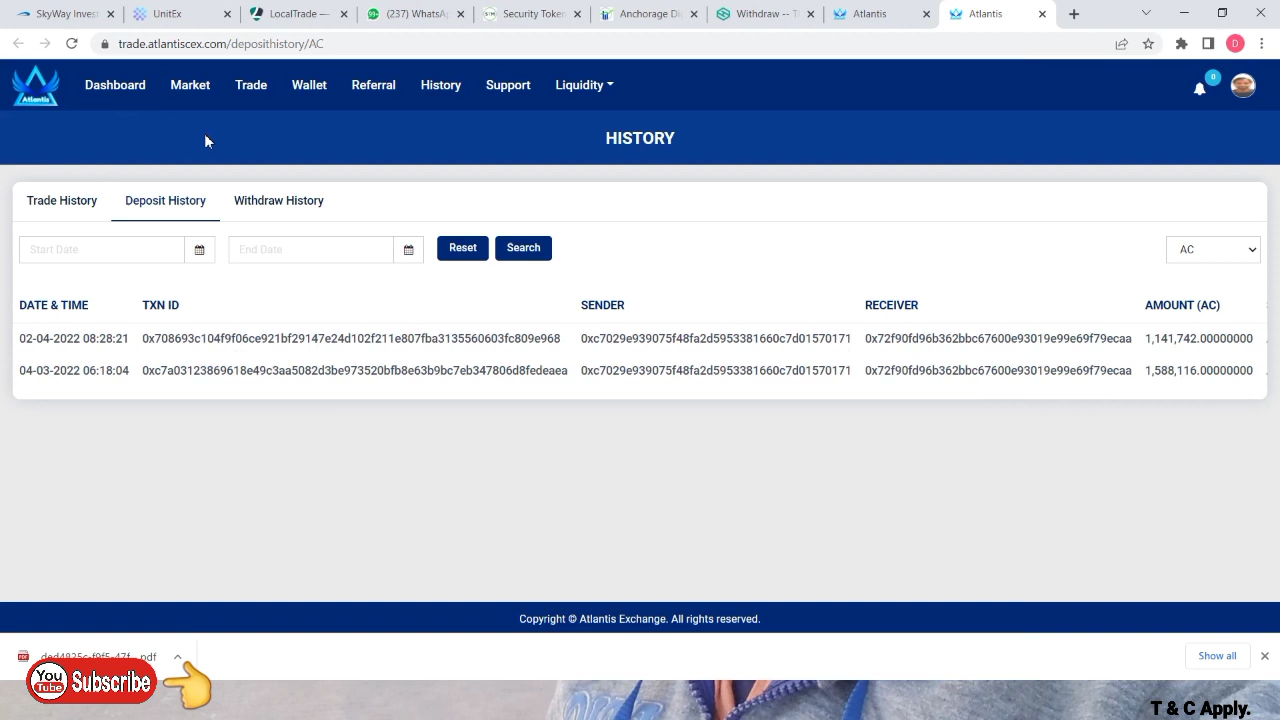 SkyWay Invest
UnitEx
LocalTrade —
(237) WhatsA
Security Token
Anchorage Di
Withdraw -- T
Atlantis
Atlantis
trade.atlantiscex.com/deposithistory/AC
D
Atlantis
Dashboard
Market
Trade
Wallet
Referral
History
Support
Liquidity
0
HISTORY
Trade History
Deposit History
Withdraw History
Start Date
End Date
Reset
Search
AC
DATE & TIME TXN ID SENDER RECEIVER AMOUNT (AC)
02-04-2022 08:28:21 0x708693c104f9f06ce921bf29147e24d102f211e807fba3135560603fc809e968 0xc7029e939075f48fa2d5953381660c7d01570171 0x72f90fd96b362bbc67600e93019e99e69f79ecaa 1,141,742.00000000
04-03-2022 06:18:04 0xc7a03123869618e49c3aa5082d3be973520bfb8e63b9bc7eb347806d8fedeaea 0xc7029e939075f48fa2d5953381660c7d01570171 0x72f90fd96b362bbc67600e93019e99e69f79ecaa 1,588,116.00000000
Copyright © Atlantis Exchange. All rights reserved.
Show all
You
Tube
Subscribe
T & C Apply.